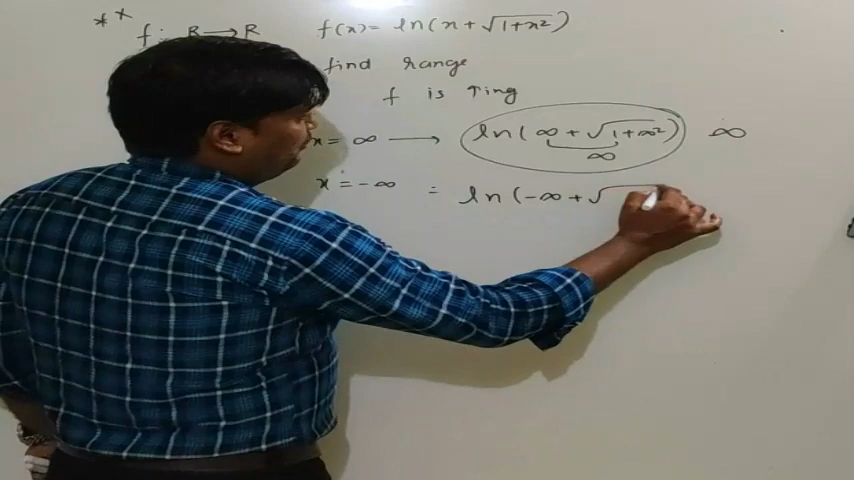 ** f: R → R f(x) = ln(x + √(1+x²))
find range
f is ↑ing
x = ∞ → ln(∞ + √(1+∞²)) ∞
∞
x = -∞ = ln(-∞ + √